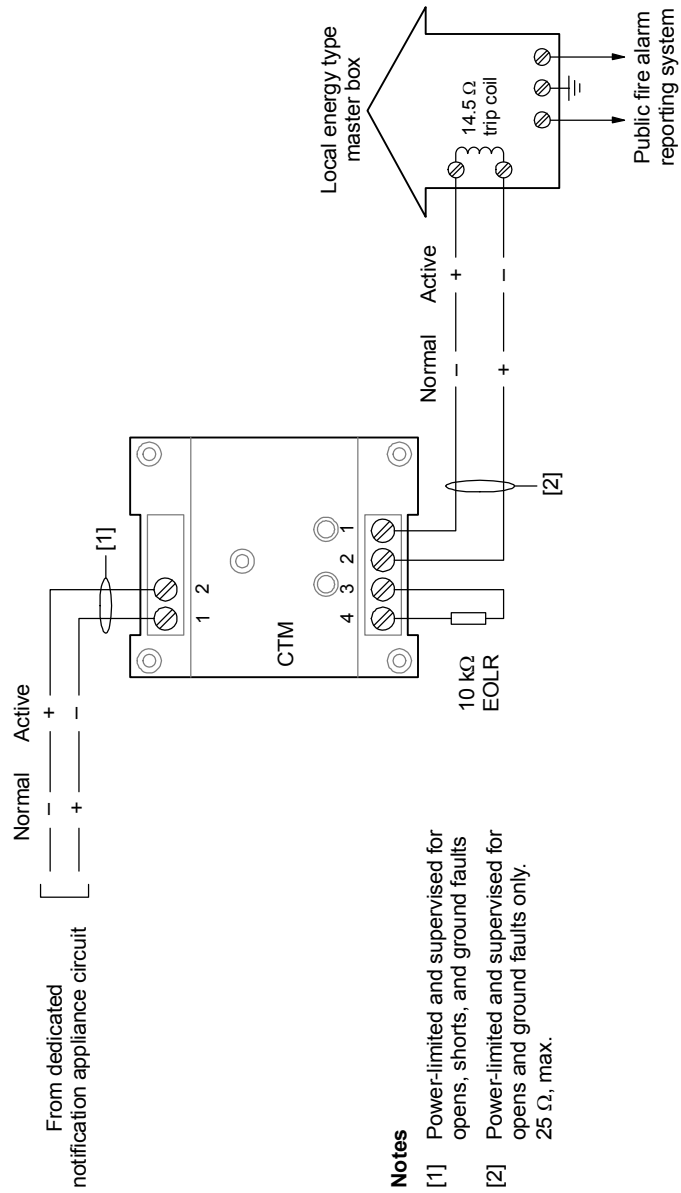 From dedicated
notification appliance circuit
Normal Active
− +
+ −
[1]
1 2
CTM
4 3 2 1
10 kΩ
EOLR
Normal Active
− +
+ −
[2]
Local energy type
master box
14.5 Ω
trip coil
Public fire alarm
reporting system
Notes
[1] Power-limited and supervised for
opens, shorts, and ground faults
[2] Power-limited and supervised for
opens and ground faults only.
25 Ω, max.